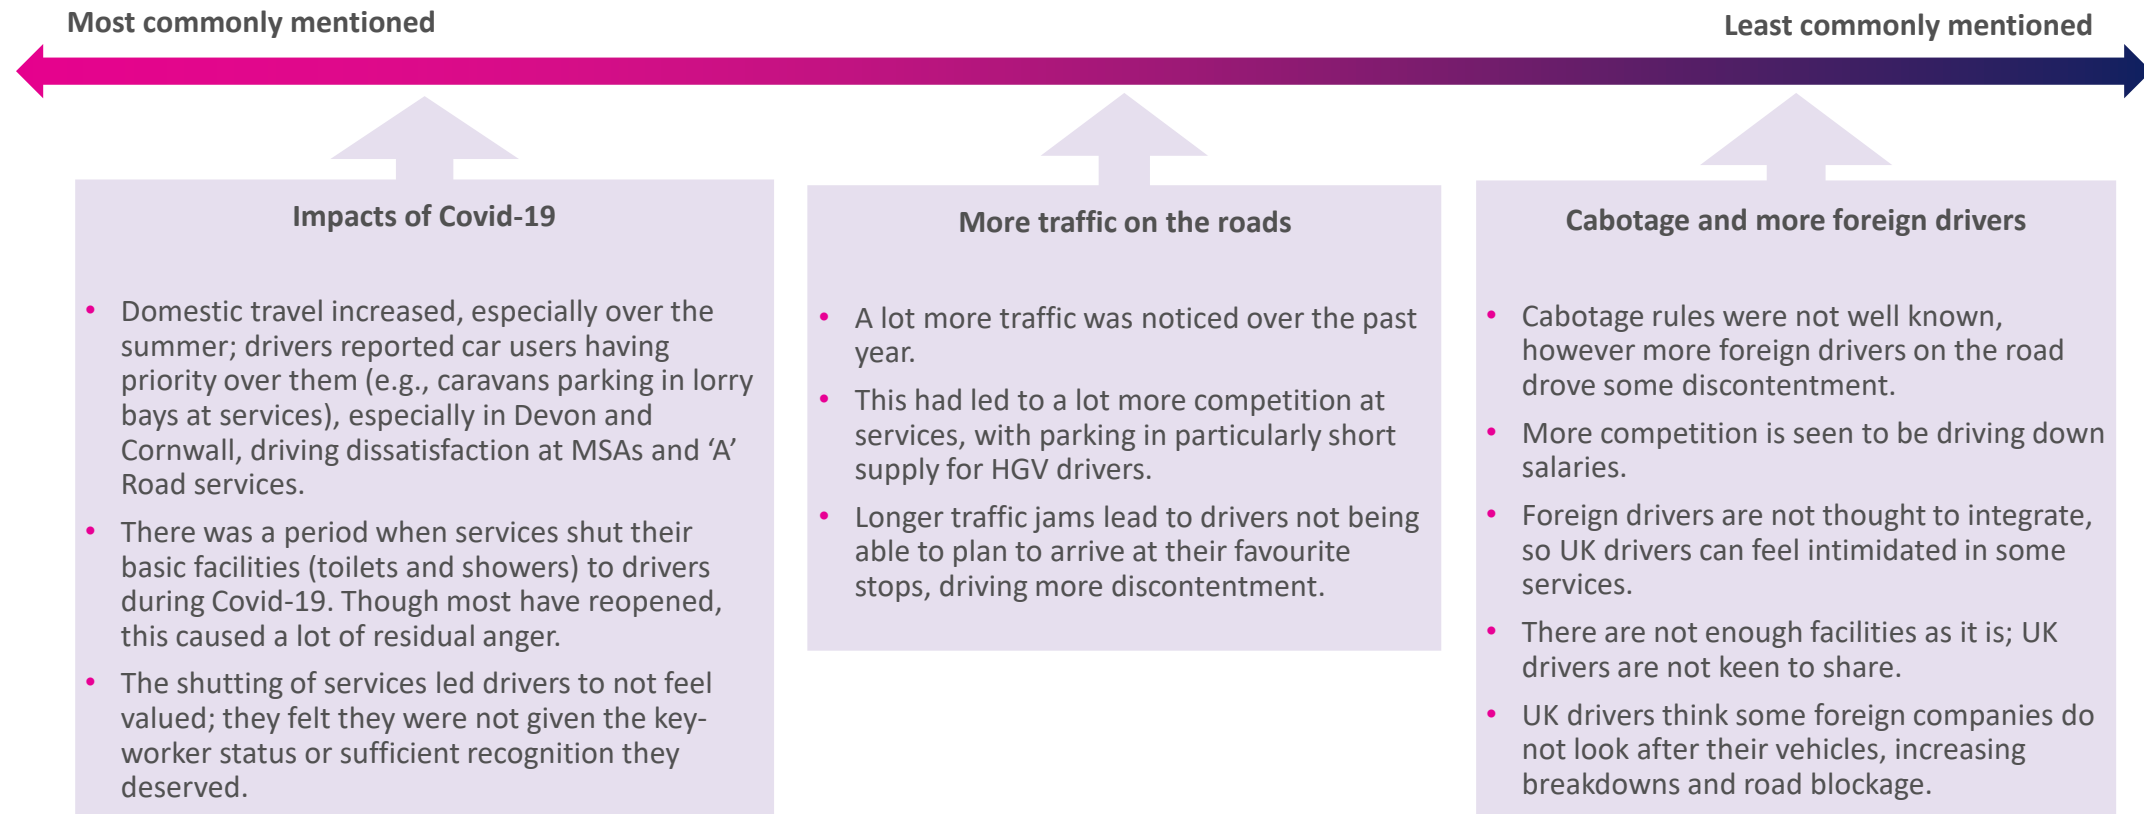 Most commonly mentioned
Least commonly mentioned
Impacts of Covid-19
• Domestic travel increased, especially over the
summer; drivers reported car users having
priority over them (e.g., caravans parking in lorry
bays at services), especially in Devon and
Cornwall, driving dissatisfaction at MSAs and ‘A’
Road services.
• There was a period when services shut their
basic facilities (toilets and showers) to drivers
during Covid-19. Though most have reopened,
this caused a lot of residual anger.
• The shutting of services led drivers to not feel
valued; they felt they were not given the key-
worker status or sufficient recognition they
deserved.
More traffic on the roads
• A lot more traffic was noticed over the past
year.
• This had led to a lot more competition at
services, with parking in particularly short
supply for HGV drivers.
• Longer traffic jams lead to drivers not being
able to plan to arrive at their favourite
stops, driving more discontentment.
Cabotage and more foreign drivers
• Cabotage rules were not well known,
however more foreign drivers on the road
drove some discontentment.
• More competition is seen to be driving down
salaries.
• Foreign drivers are not thought to integrate,
so UK drivers can feel intimidated in some
services.
• There are not enough facilities as it is; UK
drivers are not keen to share.
• UK drivers think some foreign companies do
not look after their vehicles, increasing
breakdowns and road blockage.